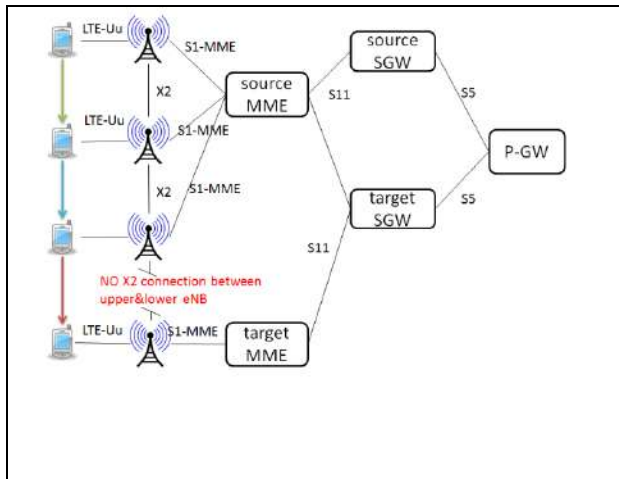 LTE-Uu
S1-MME
source
SGW
X2
source
MME
S11
S5
LTE-Uu
S1-MME
P-GW
X2
S1-MME
target
SGW
S5
S11
NO X2 connection between
upper&lower eNB
LTE-Uu
S1-MME
target
MME